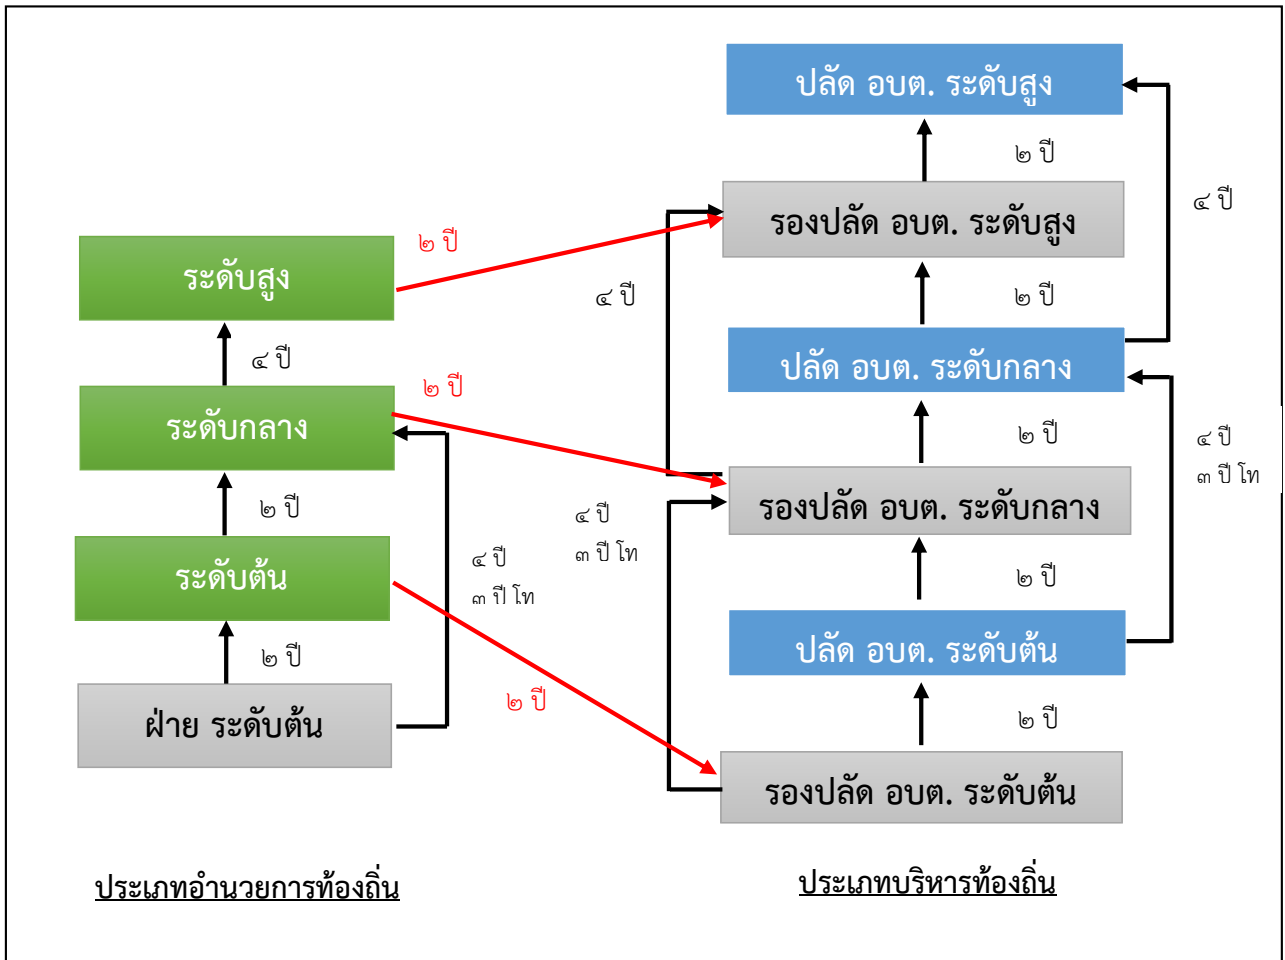 ปลัด อบต. ระดับสูง
๒ ปี
๔ ปี
รองปลัด อบต. ระดับสูง
๒ ปี
ระดับสูง
๔ ปี
๒ ปี
๔ ปี
ปลัด อบต. ระดับกลาง
๒ ปี
ระดับกลาง
๒ ปี
๔ ปี
๓ ปี โท
รองปลัด อบต. ระดับกลาง
๒ ปี
๔ ปี
๓ ปี โท
ระดับต้น
๔ ปี
๓ ปี โท
๒ ปี
ปลัด อบต. ระดับต้น
๒ ปี
๒ ปี
ฝ่าย ระดับต้น
๒ ปี
รองปลัด อบต. ระดับต้น
ประเภทอำนวยการท้องถิ่น
ประเภทบริหารท้องถิ่น